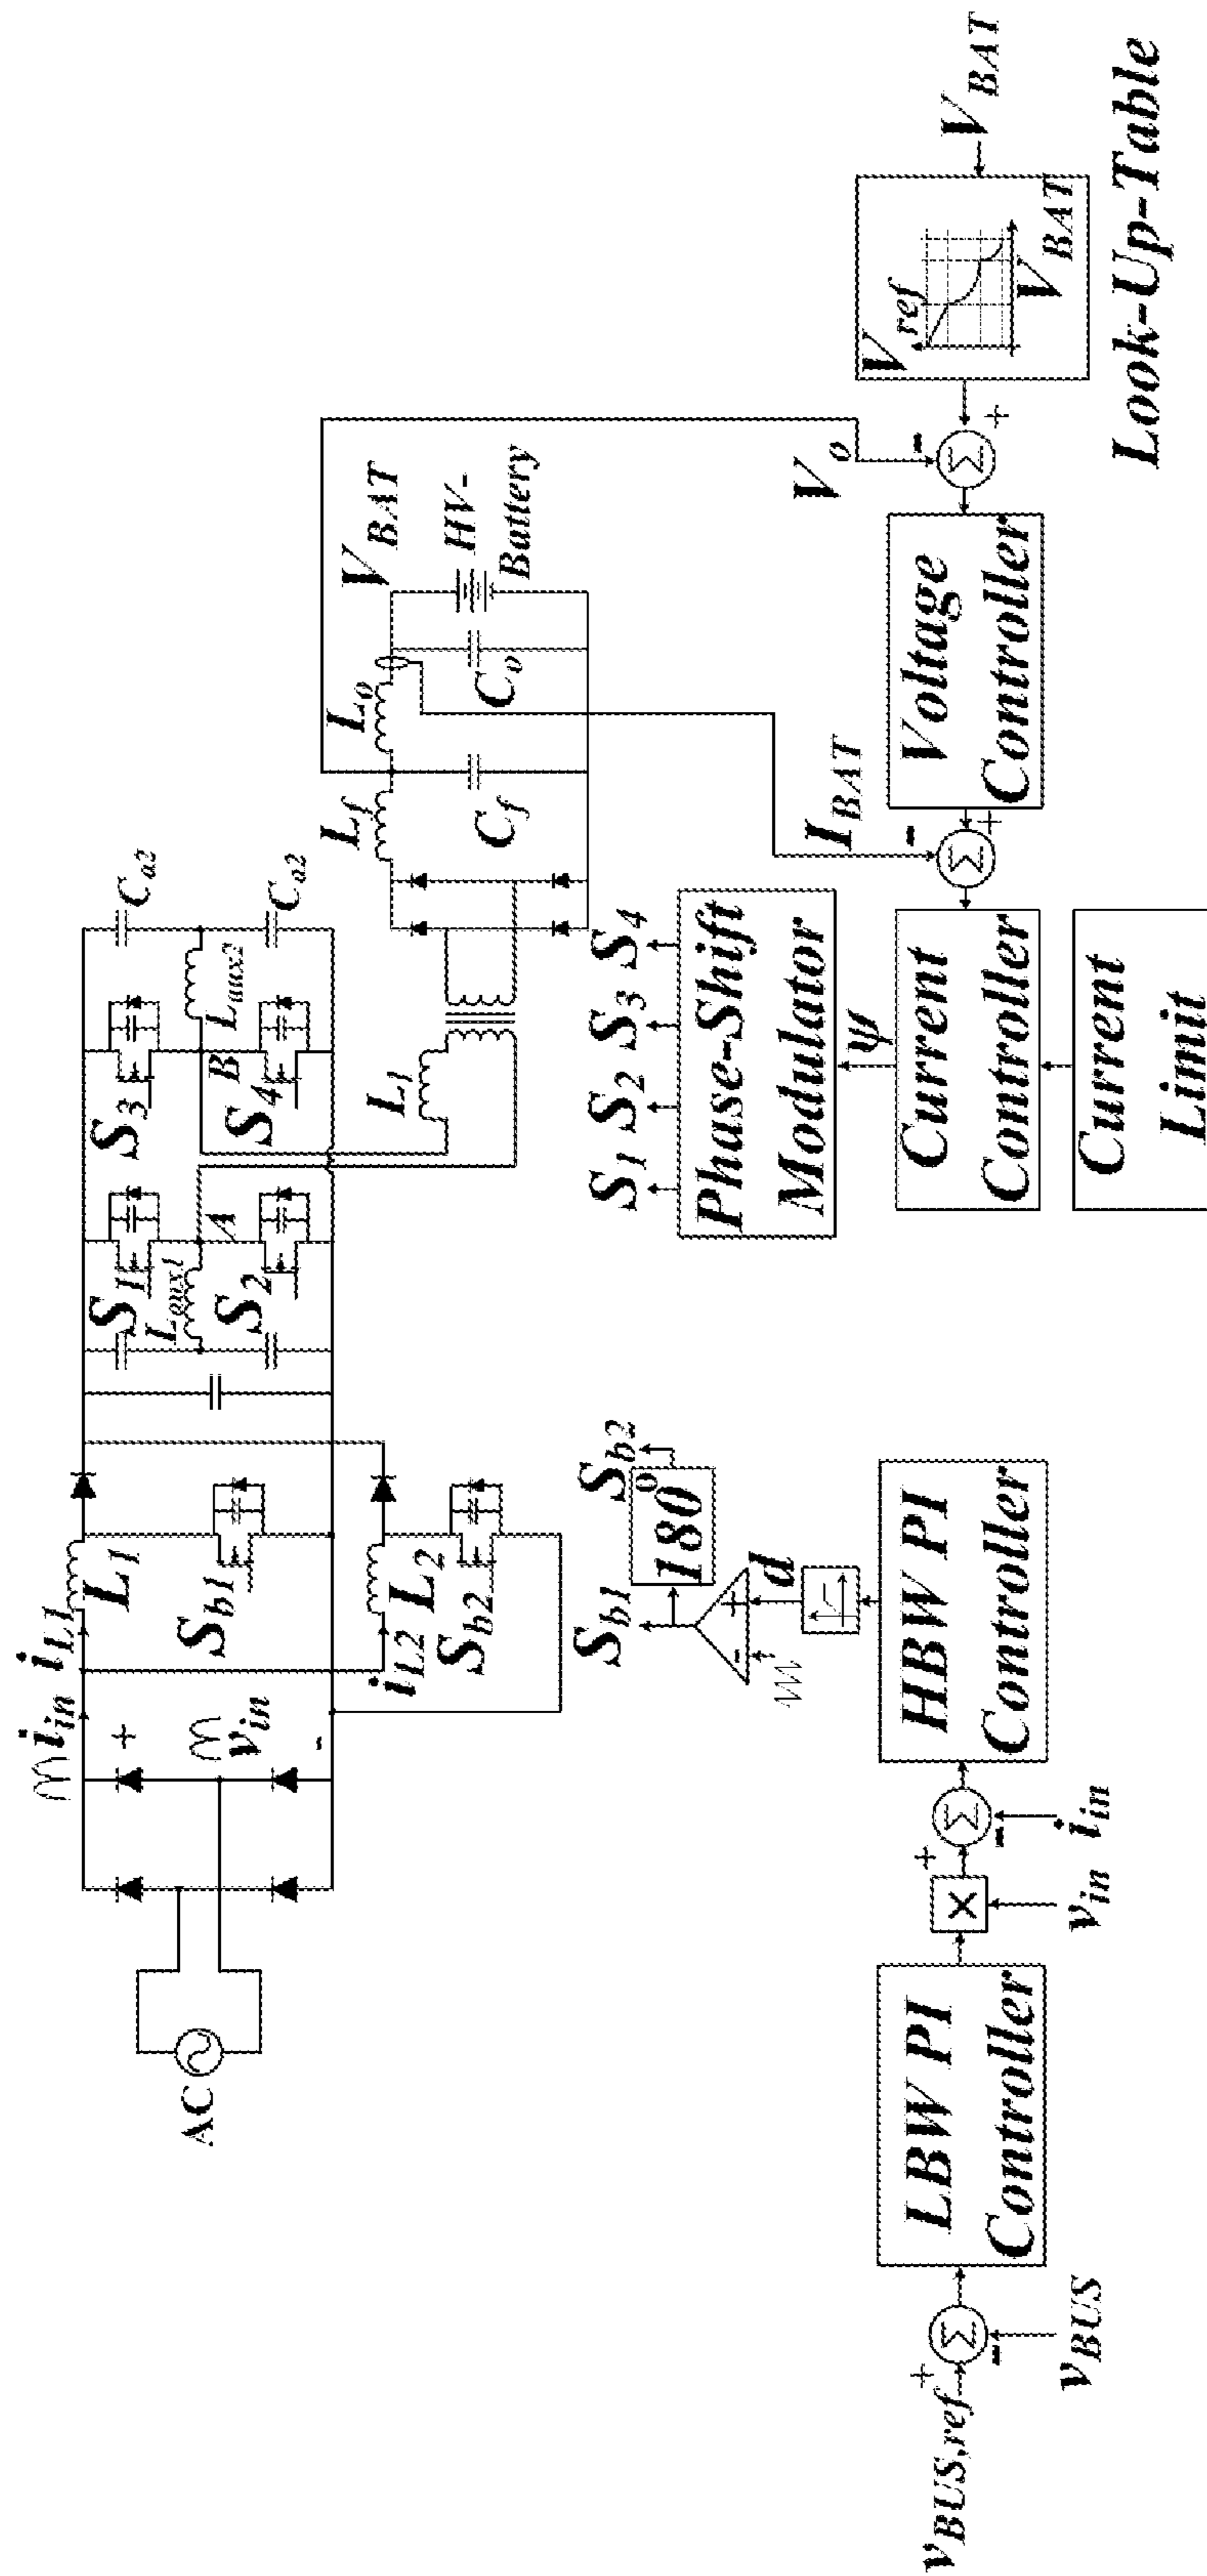 AC
i_in
i_L1
+
v_in
-
L_1
S_b1
i_L2
L_2
S_b2
S_1
L_aux1
S_2
A
S_3
B
S_4
L_aux2
C_a2
C_a2
L_1
L_f
C_f
L_o
C_o
V_BAT
HV-
Battery
v_BUS,ref
+
Σ
-
v_BUS
LBW PI
Controller
×
v_in
+
Σ
-
i_in
HBW PI
Controller
d
- +
S_b1
180°
S_b2
S_1 S_2 S_3 S_4
Phase-Shift
Modulator
ψ
Current
Controller
Current
Limit
I_BAT
-
Σ
+
Voltage
Controller
V_o
-
Σ
+
V_ref
V_BAT
V_BAT
Look-Up-Table